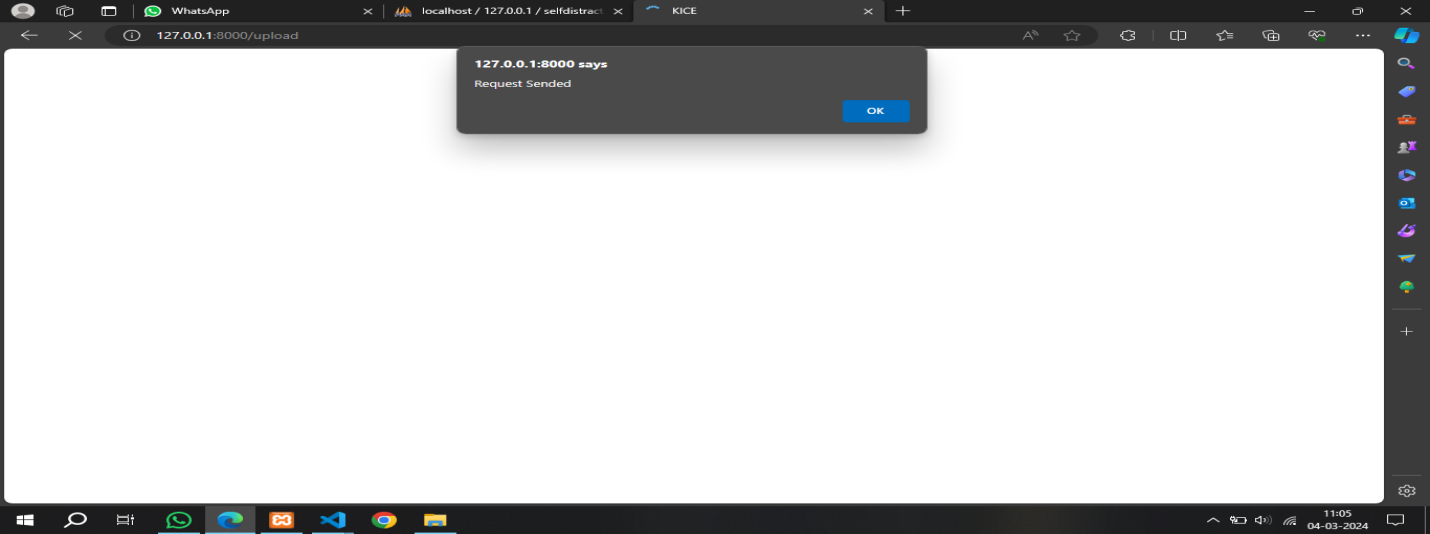 WhatsApp
localhost / 127.0.0.1 / selfdistract
KICE
127.0.0.1:8000/upload
127.0.0.1:8000 says
Request Sended
OK
11:05
04-03-2024